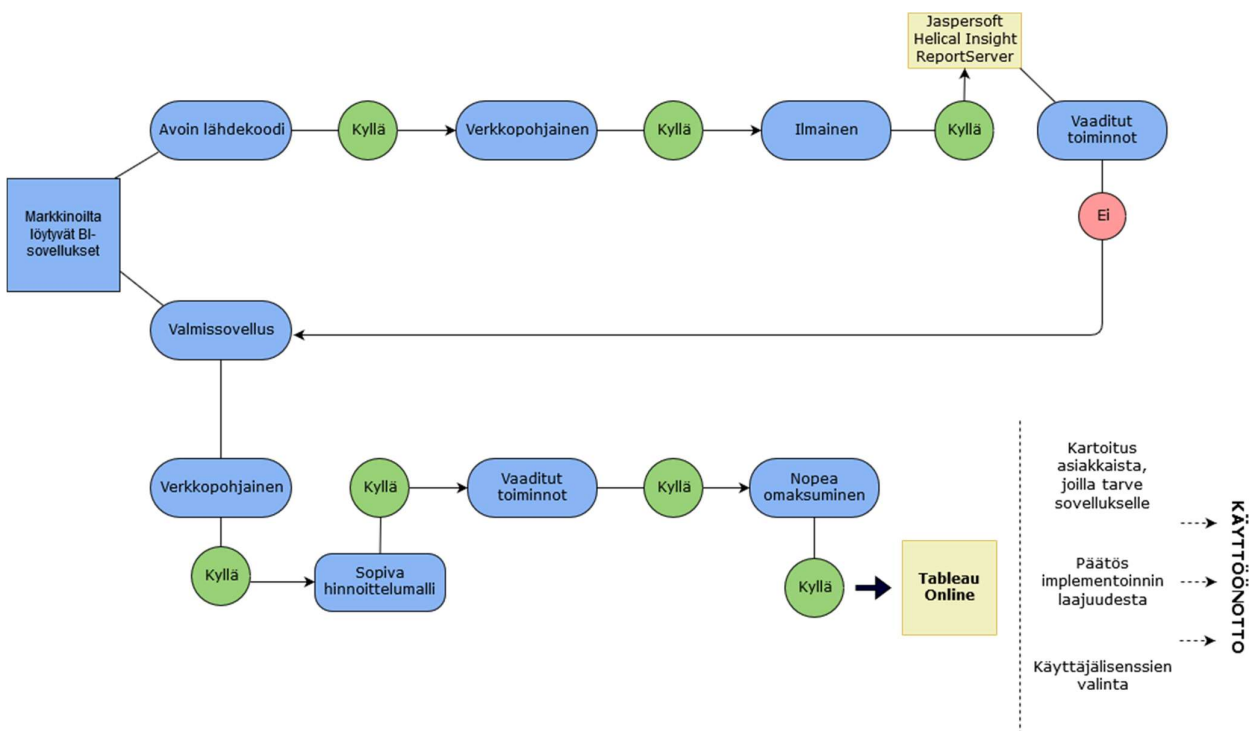 Jaspersoft
Helical Insight
ReportServer
Avoin lähdekoodi
Kyllä
Verkkopohjainen
Kyllä
Ilmainen
Kyllä
Vaaditut
toiminnot
Markkinoilta
löytyvät BI-
sovellukset
Ei
Valmissovellus
Verkkopohjainen
Kyllä
Sopiva
hinnoittelumalli
Kyllä
Vaaditut
toiminnot
Kyllä
Nopea
omaksuminen
Kyllä
Tableau
Online
Kartoitus
asiakkaista,
joilla tarve
sovellukselle
Päätös
implementoinnin
laajuudesta
Käyttäjälisenssien
valinta
KÄYTTÖÖNOTTO